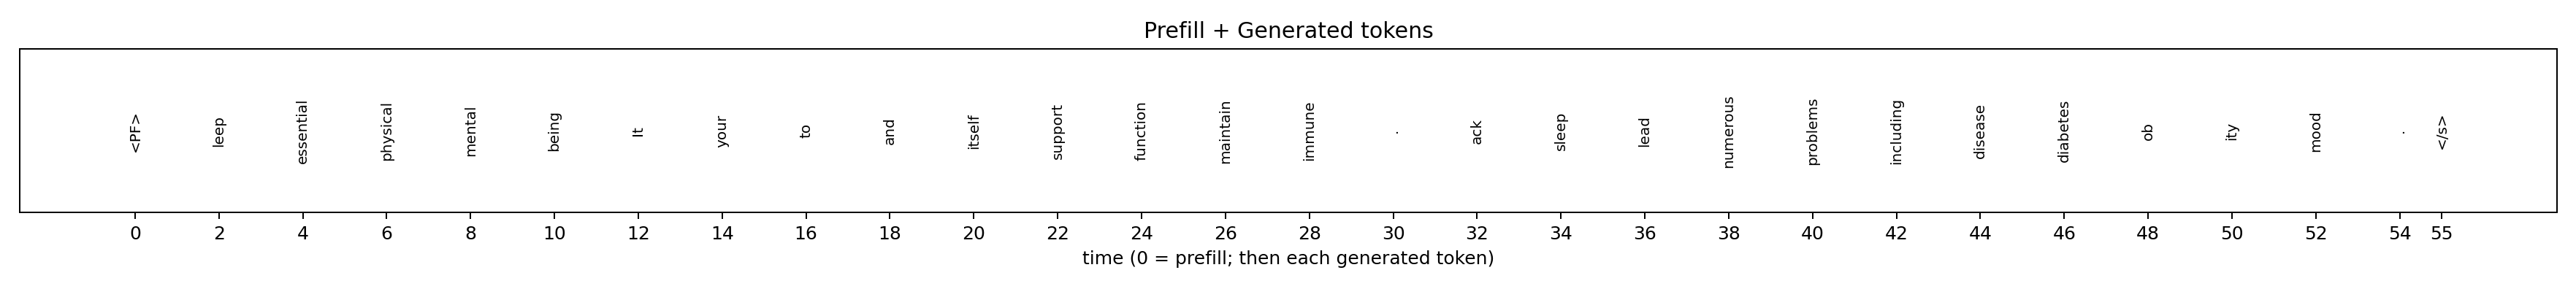 Prefill + Generated tokens
<PF> leep essential physical mental being It your to and itself support function maintain immune . ack sleep lead numerous problems including disease diabetes ob ity mood . </s>
0 2 4 6 8 10 12 14 16 18 20 22 24 26 28 30 32 34 36 38 40 42 44 46 48 50 52 54 55
time (0 = prefill; then each generated token)